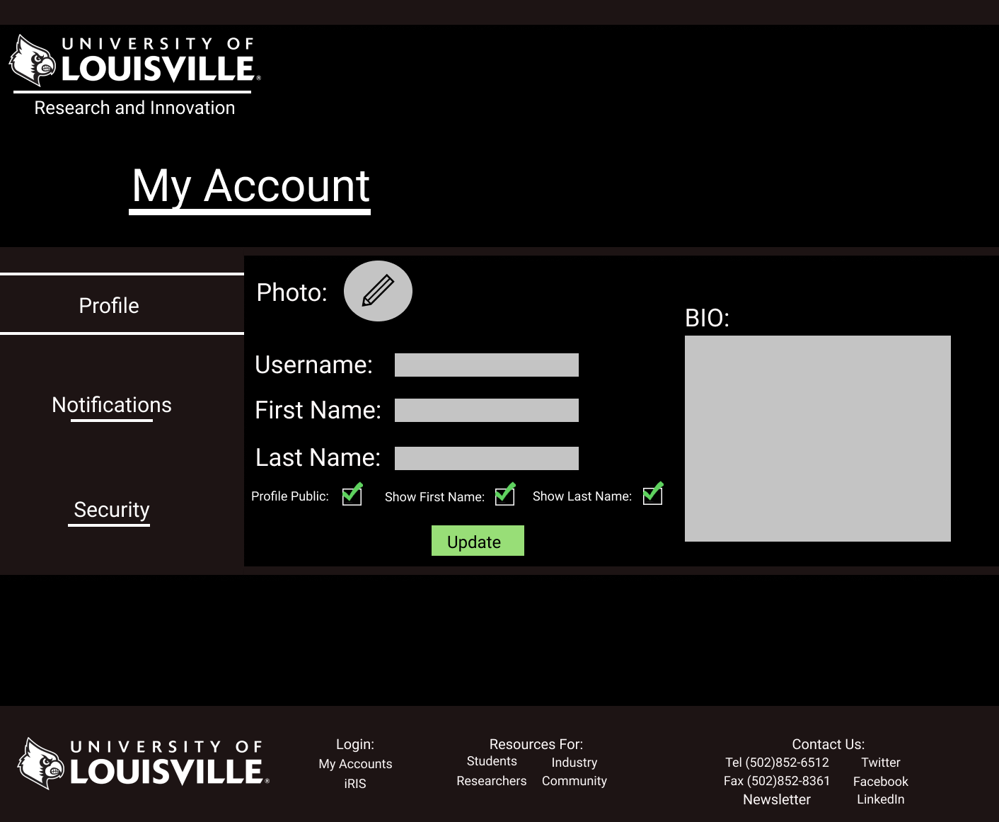 UNIVERSITY OF
LOUISVILLE®
Research and Innovation
My Account
Profile
Notifications
Security
Photo:
Username:
First Name:
Last Name:
Profile Public: Show First Name: Show Last Name:
Update
BIO:
UNIVERSITY OF
LOUISVILLE®
Login:
My Accounts
iRIS
Resources For:
Students Industry
Researchers Community
Contact Us:
Tel (502)852-6512 Twitter
Fax (502)852-8361 Facebook
Newsletter LinkedIn